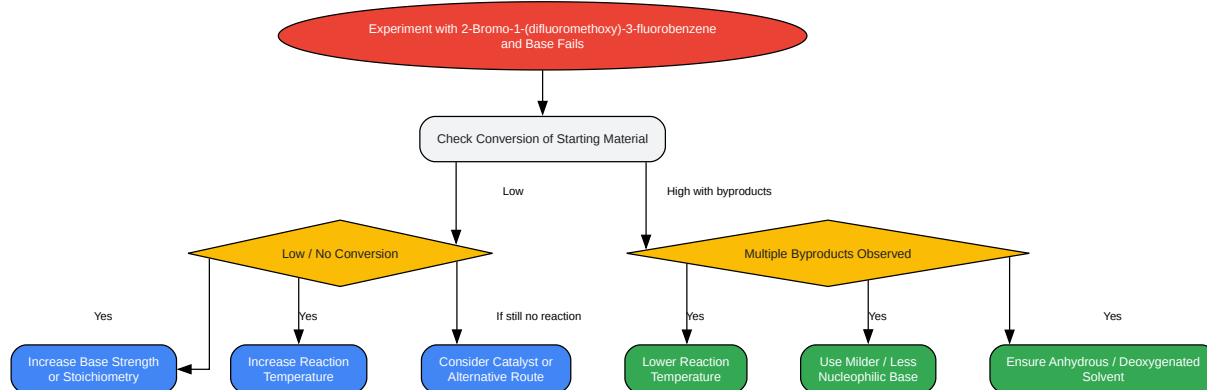 Experiment with 2-Bromo-1-(difluoromethoxy)-3-fluorobenzene
and Base Fails
Check Conversion of Starting Material
Low
High with byproducts
Low / No Conversion
Multiple Byproducts Observed
Yes
Yes
If still no reaction
Yes
Yes
Yes
Increase Base Strength
or Stoichiometry
Increase Reaction
Temperature
Consider Catalyst or
Alternative Route
Lower Reaction
Temperature
Use Milder / Less
Nucleophilic Base
Ensure Anhydrous / Deoxygenated
Solvent